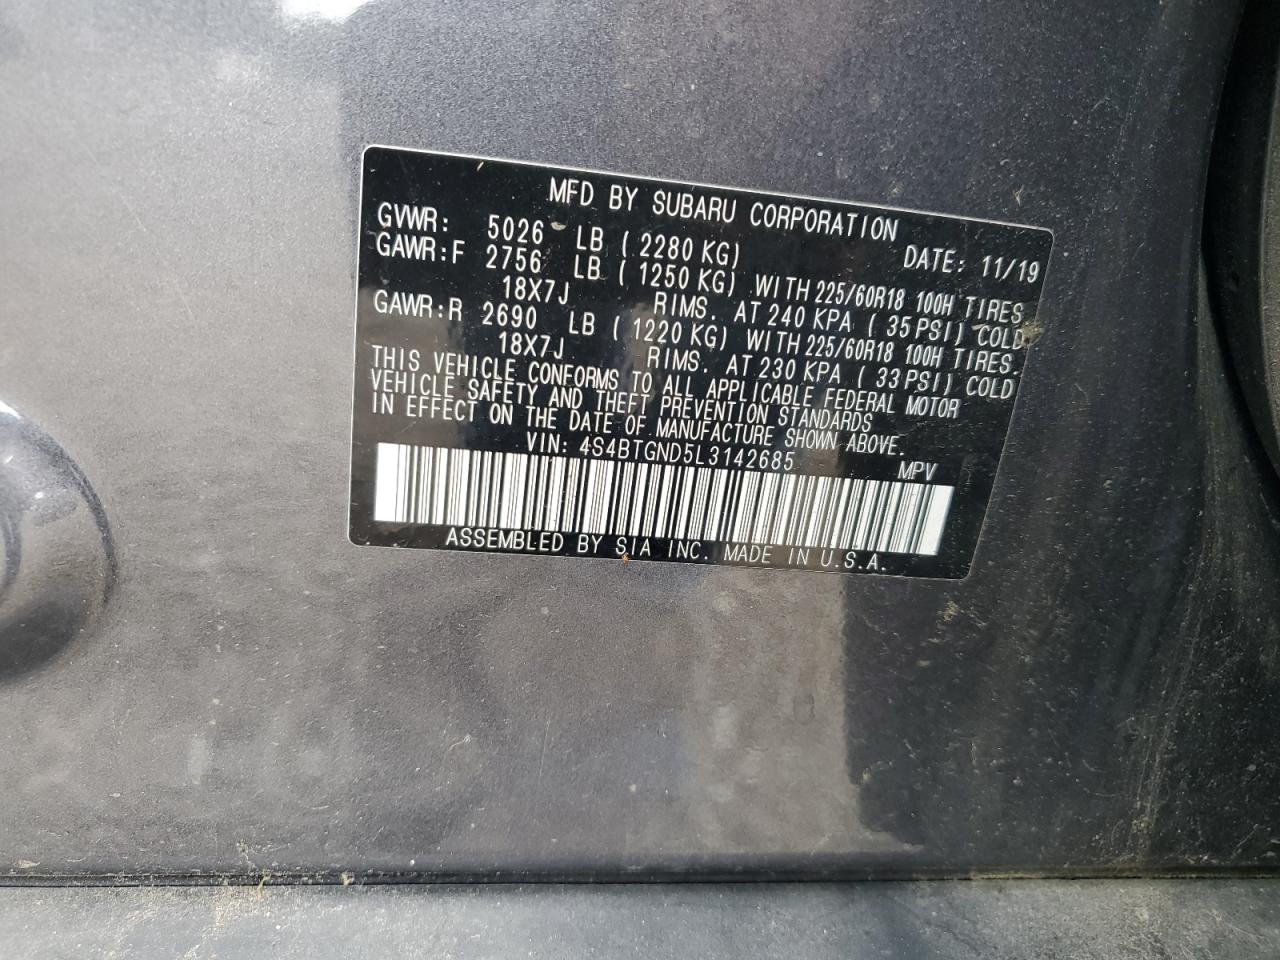 MFD BY SUBARU CORPORATION
GVWR: 5026 LB ( 2280 KG) DATE: 11/19
GAWR:F 2756 LB ( 1250 KG) WITH 225/60R18 100H TIRES
18X7J RIMS. AT 240 KPA ( 35 PSI) COLD
GAWR:R 2690 LB ( 1220 KG) WITH 225/60R18 100H TIRES.
18X7J RIMS. AT 230 KPA ( 33 PSI) COLD
THIS VEHICLE CONFORMS TO ALL APPLICABLE FEDERAL MOTOR
VEHICLE SAFETY AND THEFT PREVENTION STANDARDS
IN EFFECT ON THE DATE OF MANUFACTURE SHOWN ABOVE.
VIN: 4S4BTGND5L3142685 MPV
ASSEMBLED BY SIA INC. MADE IN U.S.A.